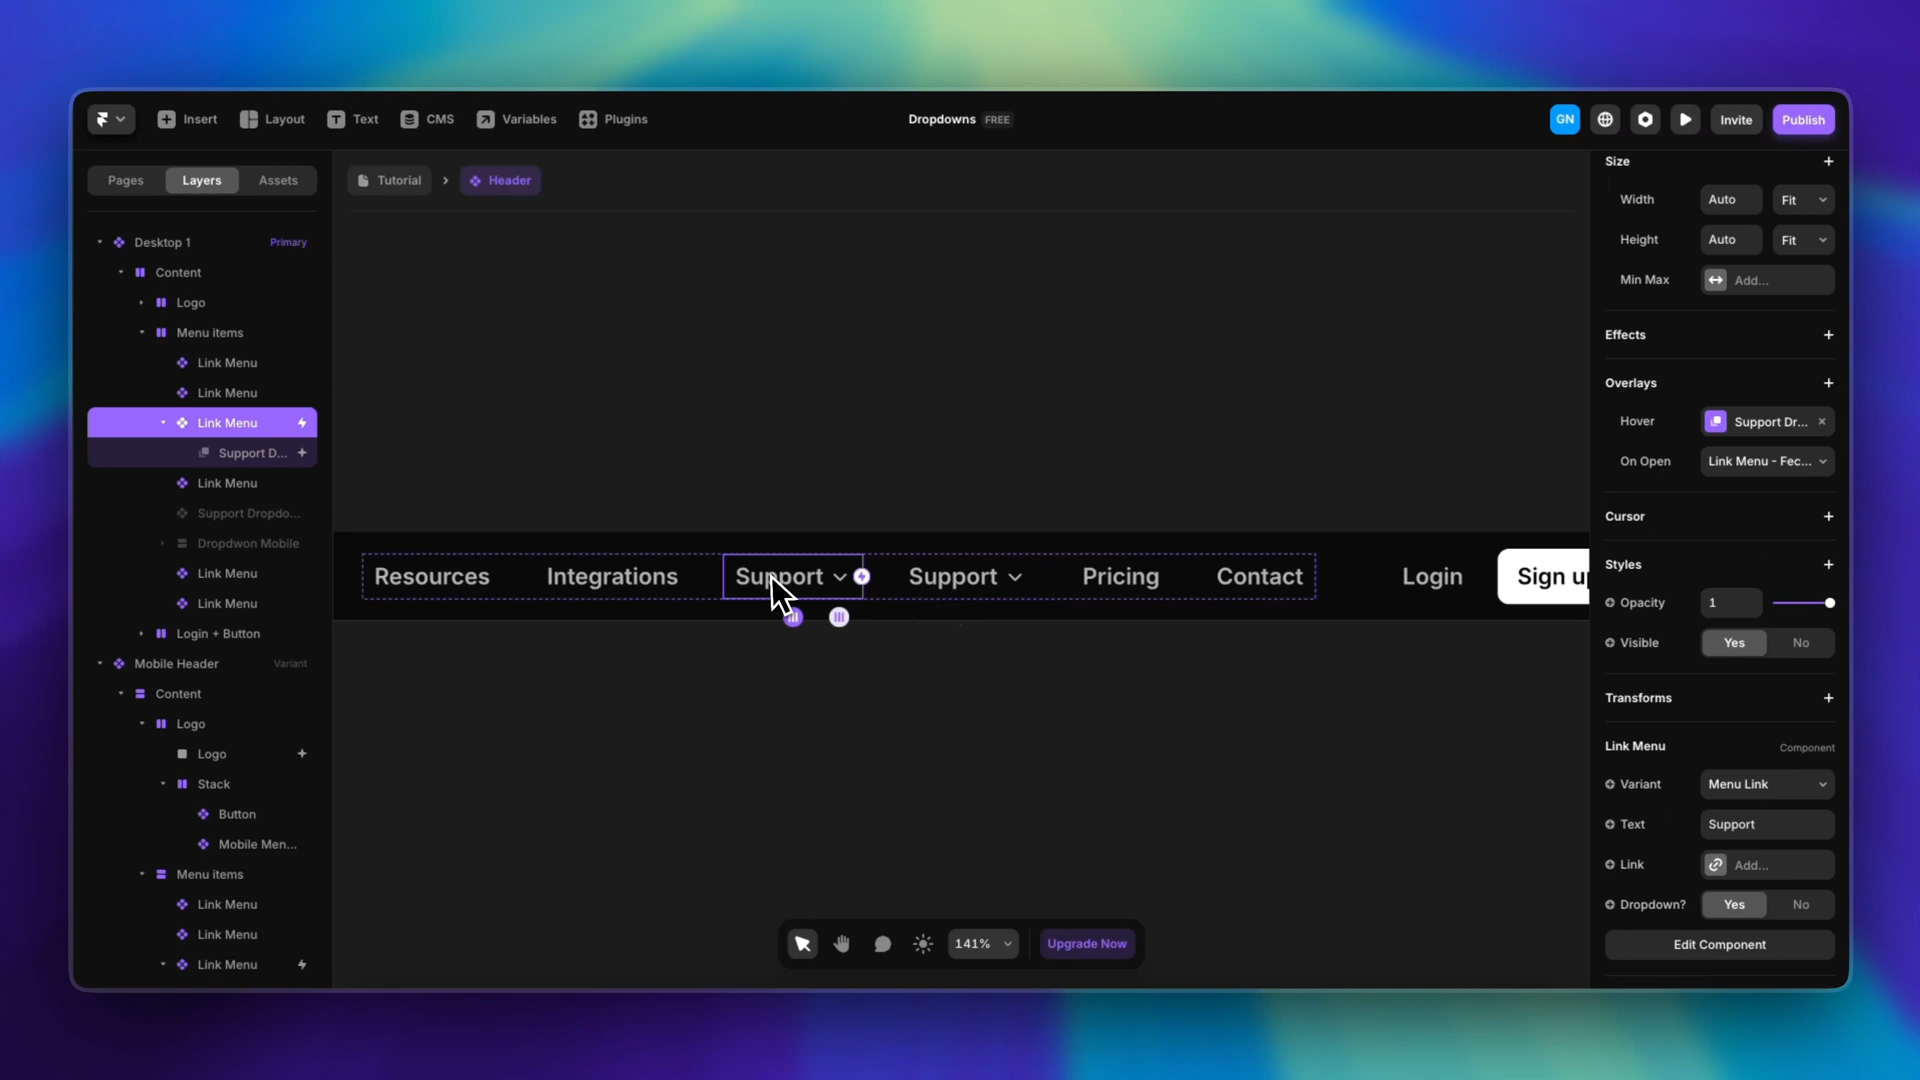 Insert
Layout
Text
CMS
Variables
Plugins
Dropdowns FREE
GN
Invite
Publish
Pages
Layers
Assets
Tutorial
Header
Desktop 1
Primary
Content
Logo
Menu items
Link Menu
Link Menu
Link Menu
Support D...
Link Menu
Support Dropdo...
Dropdwon Mobile
Link Menu
Link Menu
Login + Button
Mobile Header
Variant
Content
Logo
Logo
Stack
Button
Mobile Men...
Menu items
Link Menu
Link Menu
Link Menu
Resources
Integrations
Support
Support
Pricing
Contact
Login
Sign up
141%
Upgrade Now
Size
Width Auto Fit
Height Auto Fit
Min Max Add...
Effects
Overlays
Hover Support Dr...
On Open Link Menu - Fec...
Cursor
Styles
Opacity 1
Visible Yes No
Transforms
Link Menu Component
Variant Menu Link
Text Support
Link Add...
Dropdown? Yes No
Edit Component